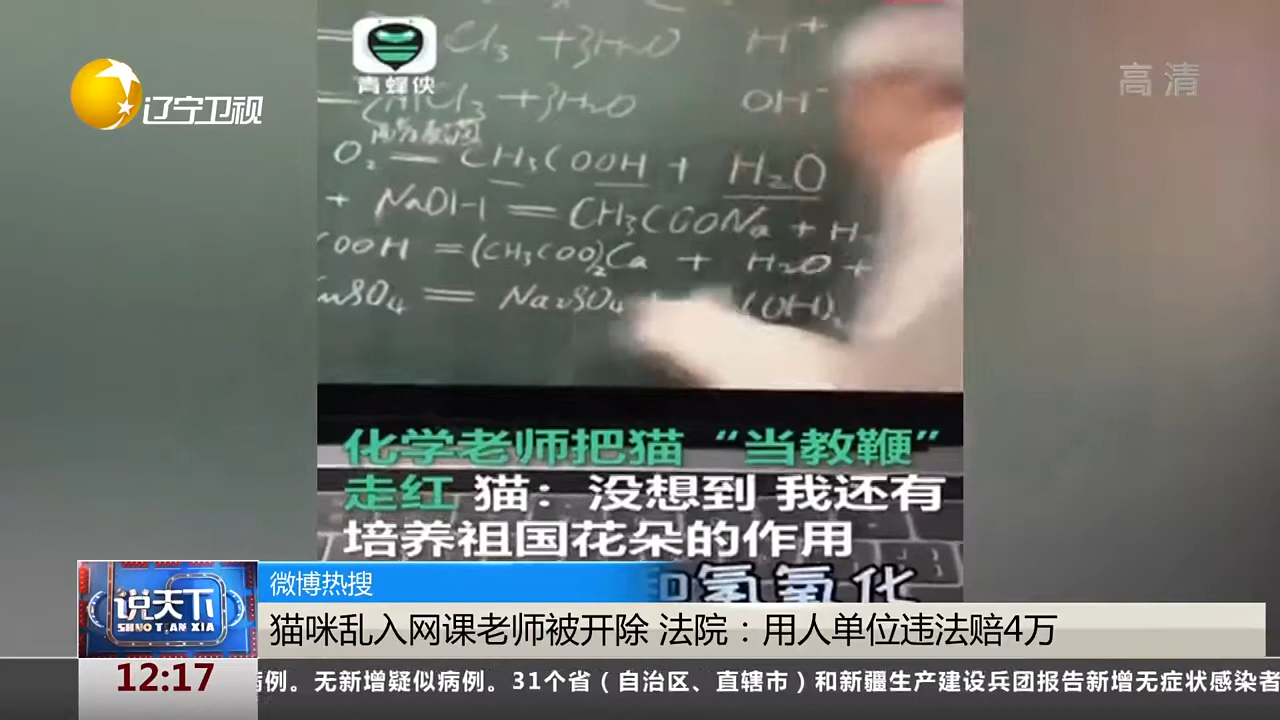 Cl₃ +3H₂O H⁺
青蜂侠
高清
辽宁卫视
Cl₃ +3H₂O OH⁻
O₂ = CH₃COOH + H₂O
+ NaOH = CH₃COONa + H
COOH = (CH₃COO)₂Ca + H₂O +
SO₄ = Na₂SO₄ (OH)₂
化学老师把猫“当教鞭”
走红 猫：没想到 我还有
培养祖国花朵的作用
和氢氧化
微博热搜
说天下
SHUO TIAN XIA
猫咪乱入网课老师被开除 法院：用人单位违法赔4万
12:17
病例。无新增疑似病例。31个省（自治区、直辖市）和新疆生产建设兵团报告新增无症状感染者